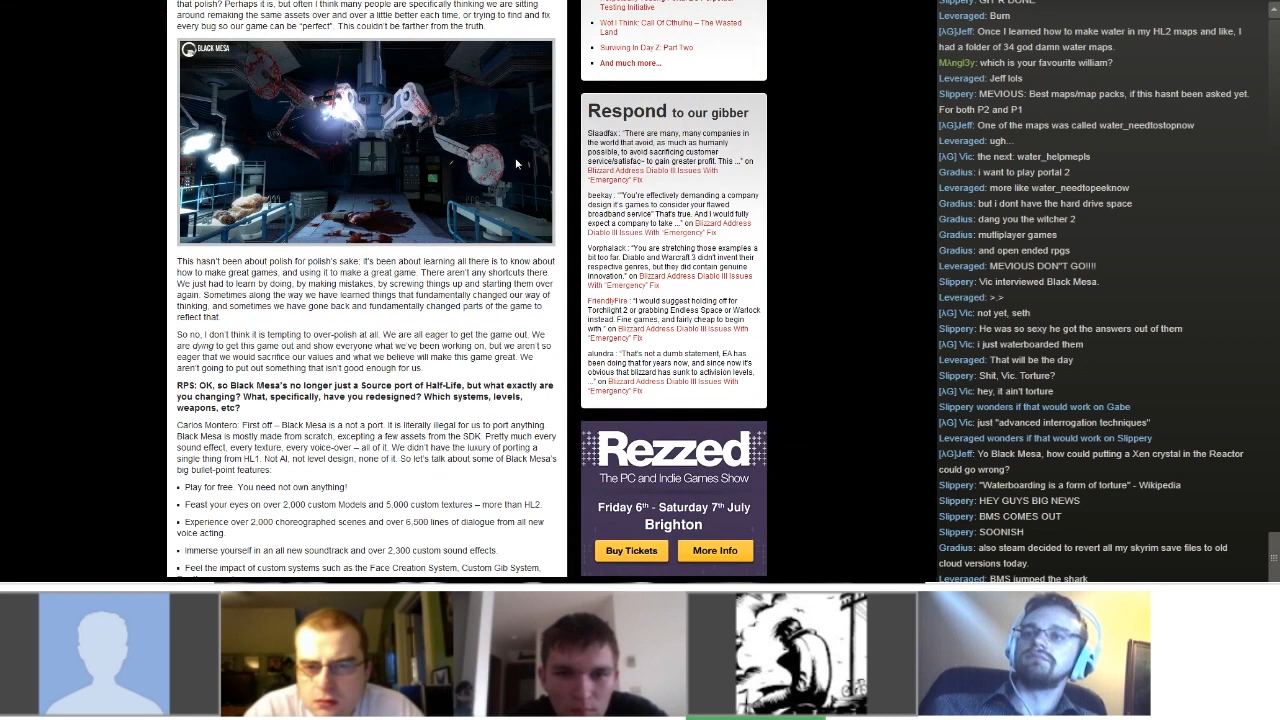 that polish? Perhaps it is, but often I think many people are specifically thinking we are sitting
around remaking the same assets over and over a little better each time, or trying to find and fix
every bug so our game can be "perfect". This couldn't be farther from the truth.
BLACK MESA
This hasn't been about polish for polish's sake; it's been about learning all there is to know about
how to make great games, and using it to make a great game. There aren't any shortcuts there.
We just had to learn by doing, by making mistakes, by screwing things up and starting them over
again. Sometimes along the way we have learned things that fundamentally changed our way of
thinking, and sometimes we have gone back and fundamentally changed parts of the game to
reflect that.
So no, I don't think it is tempting to over-polish at all. We are all eager to get the game out. We
are dying to get this game out and show everyone what we've been working on, but we aren't so
eager that we would sacrifice our values and what we believe will make this game great. We
aren't going to put out something that isn't good enough for us.
RPS: OK, so Black Mesa's no longer just a Source port of Half-Life, but what exactly are
you changing? What, specifically, have you redesigned? Which systems, levels,
weapons, etc?
Carlos Montero: First off – Black Mesa is a not a port. It is literally illegal for us to port anything.
Black Mesa is mostly made from scratch, excepting a few assets from the SDK. Pretty much every
sound effect, every texture, every voice-over – all of it. We didn't have the luxury of porting a
single thing from HL1. Not AI, not level design, none of it. So let's talk about some of Black Mesa's
big bullet-point features:
▪ Play for free. You need not own anything!
▪ Feast your eyes on over 2,000 custom Models and 5,000 custom textures – more than HL2.
▪ Experience over 2,000 choreographed scenes and over 6,500 lines of dialogue from all new
voice acting.
▪ Immerse yourself in an all new soundtrack and over 2,300 custom sound effects.
▪ Feel the impact of custom systems such as the Face Creation System, Custom Gib System,
Testing Initiative
▪ Wot I Think: Call Of Cthulhu – The Wasted
Land
▪ Surviving In Day Z: Part Two
▪ And much more...
Respond to our gibber
Slaadfax: "There are many, many companies in
the world that avoid, as much as humanly
possible, to avoid sacrificing customer
service/satisfac– to gain greater profit. This ..." on
Blizzard Address Diablo III Issues With
"Emergency" Fix
beekay: ""You're effectively demanding a company
design it's games to consider your flawed
broadband service" That's true. And I would fully
expect a company to take ..." on Blizzard Address
Diablo III Issues With "Emergency" Fix
Vorphalack: "You are stretching those examples a
bit too far. Diablo and Warcraft 3 didn't invent their
respective genres, but they did contain genuine
innovation." on Blizzard Address Diablo III Issues
With "Emergency" Fix
FriendlyFire: "I would suggest holding off for
Torchlight 2 or grabbing Endless Space or Warlock
instead. Fine games, and fairly cheap to begin
with." on Blizzard Address Diablo III Issues With
"Emergency" Fix
alundra: "That's not a dumb statement, EA has
been doing that for years now, and since now it's
obvious that blizzard has sunk to activision levels,
..." on Blizzard Address Diablo III Issues With
"Emergency" Fix
Rezzed
The PC and Indie Games Show
Friday 6th - Saturday 7th July
Brighton
Buy Tickets
More Info
Leveraged: Burn
[λG]Jeff: Once I learned how to make water in my HL2 maps and like, I
had a folder of 34 god damn water maps.
Mλngl3y: which is your favourite william?
Leveraged: Jeff lols
Slippery: MEVIOUS: Best maps/map packs, if this hasnt been asked yet.
For both P2 and P1
[λG]Jeff: One of the maps was called water_needtostopnow
Leveraged: ugh...
[λG] Vic: the next: water_helpmepls
Gradius: i want to play portal 2
Leveraged: more like water_needtopeeknow
Gradius: but i dont have the hard drive space
Gradius: dang you the witcher 2
Gradius: mutliplayer games
Gradius: and open ended rpgs
Leveraged: MEVIOUS DON"T GO!!!!
Slippery: Vic interviewed Black Mesa.
Leveraged: >.>
[λG] Vic: not yet, seth
Slippery: He was so sexy he got the answers out of them
[λG] Vic: i just waterboarded them
Leveraged: That will be the day
Slippery: Shit, Vic. Torture?
[λG] Vic: hey, it ain't torture
Slippery wonders if that would work on Gabe
[λG] Vic: just "advanced interrogation techniques"
Leveraged wonders if that would work on Slippery
[λG]Jeff: Yo Black Mesa, how could putting a Xen crystal in the Reactor
could go wrong?
Slippery: "Waterboarding is a form of torture" - Wikipedia
Slippery: HEY GUYS BIG NEWS
Slippery: BMS COMES OUT
Slippery: SOONISH
Gradius: also steam decided to revert all my skyrim save files to old
cloud versions today.
Leveraged: BMS jumped the shark